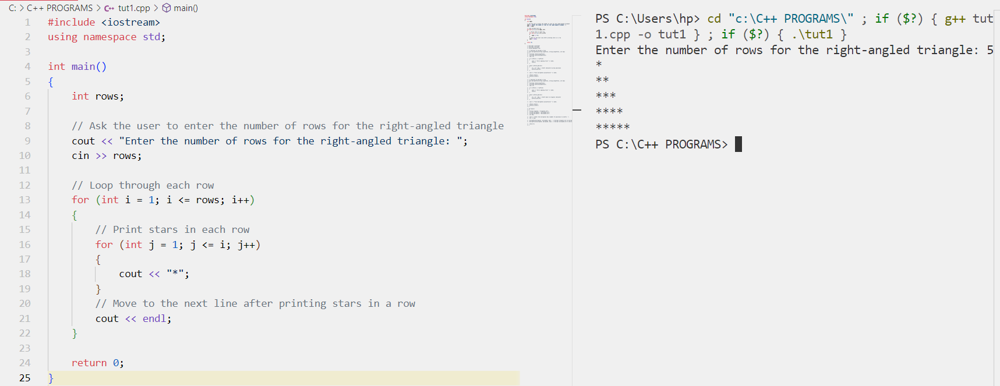 C: > C++ PROGRAMS > tut1.cpp > main()
1 #include <iostream>
2 using namespace std;
3
4 int main()
5 {
6     int rows;
7
8     // Ask the user to enter the number of rows for the right-angled triangle
9     cout << "Enter the number of rows for the right-angled triangle: ";
10     cin >> rows;
11
12     // Loop through each row
13     for (int i = 1; i <= rows; i++)
14     {
15         // Print stars in each row
16         for (int j = 1; j <= i; j++)
17         {
18             cout << "*";
19         }
20         // Move to the next line after printing stars in a row
21         cout << endl;
22     }
23
24     return 0;
25 }
PS C:\Users\hp> cd "c:\C++ PROGRAMS\" ; if ($?) { g++ tut
1.cpp -o tut1 } ; if ($?) { .\tut1 }
Enter the number of rows for the right-angled triangle: 5
*
**
***
****
*****
PS C:\C++ PROGRAMS>